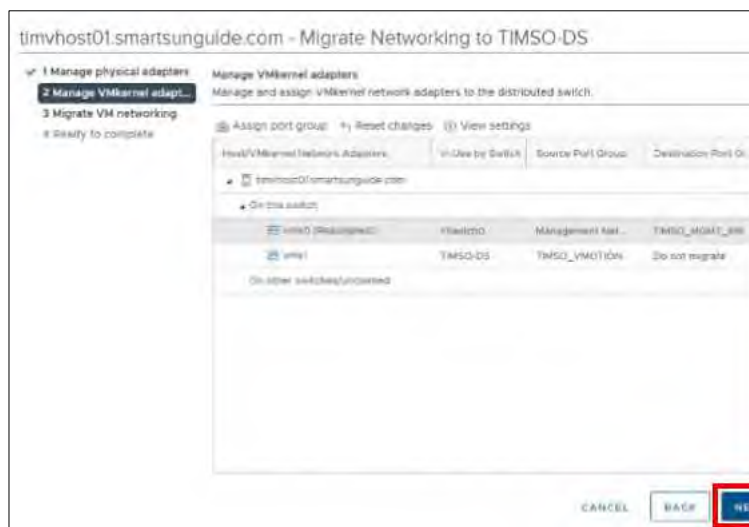 timvhost01.smartsunguide.com - Migrate Networking to TIMSO-DS
1 Manage physical adapters
2 Manage VMkernel adapt...
3 Migrate VM networking
4 Ready to complete
Manage VMkernel adapters
Manage and assign VMkernel network adapters to the distributed switch.
Assign port group Reset changes View settings
Host/VMkernel Network Adapters In Use by Switch Source Port Group Destination Port Gr
timvhost01.smartsunguide.com
On this switch
vmk0 (Reassigned) vSwitch0 Management Net... TIMSO_MGMT
vmk1 TIMSO-DS TIMSO_VMOTION Do not migrate
On other switches/unclaimed
CANCEL BACK NE